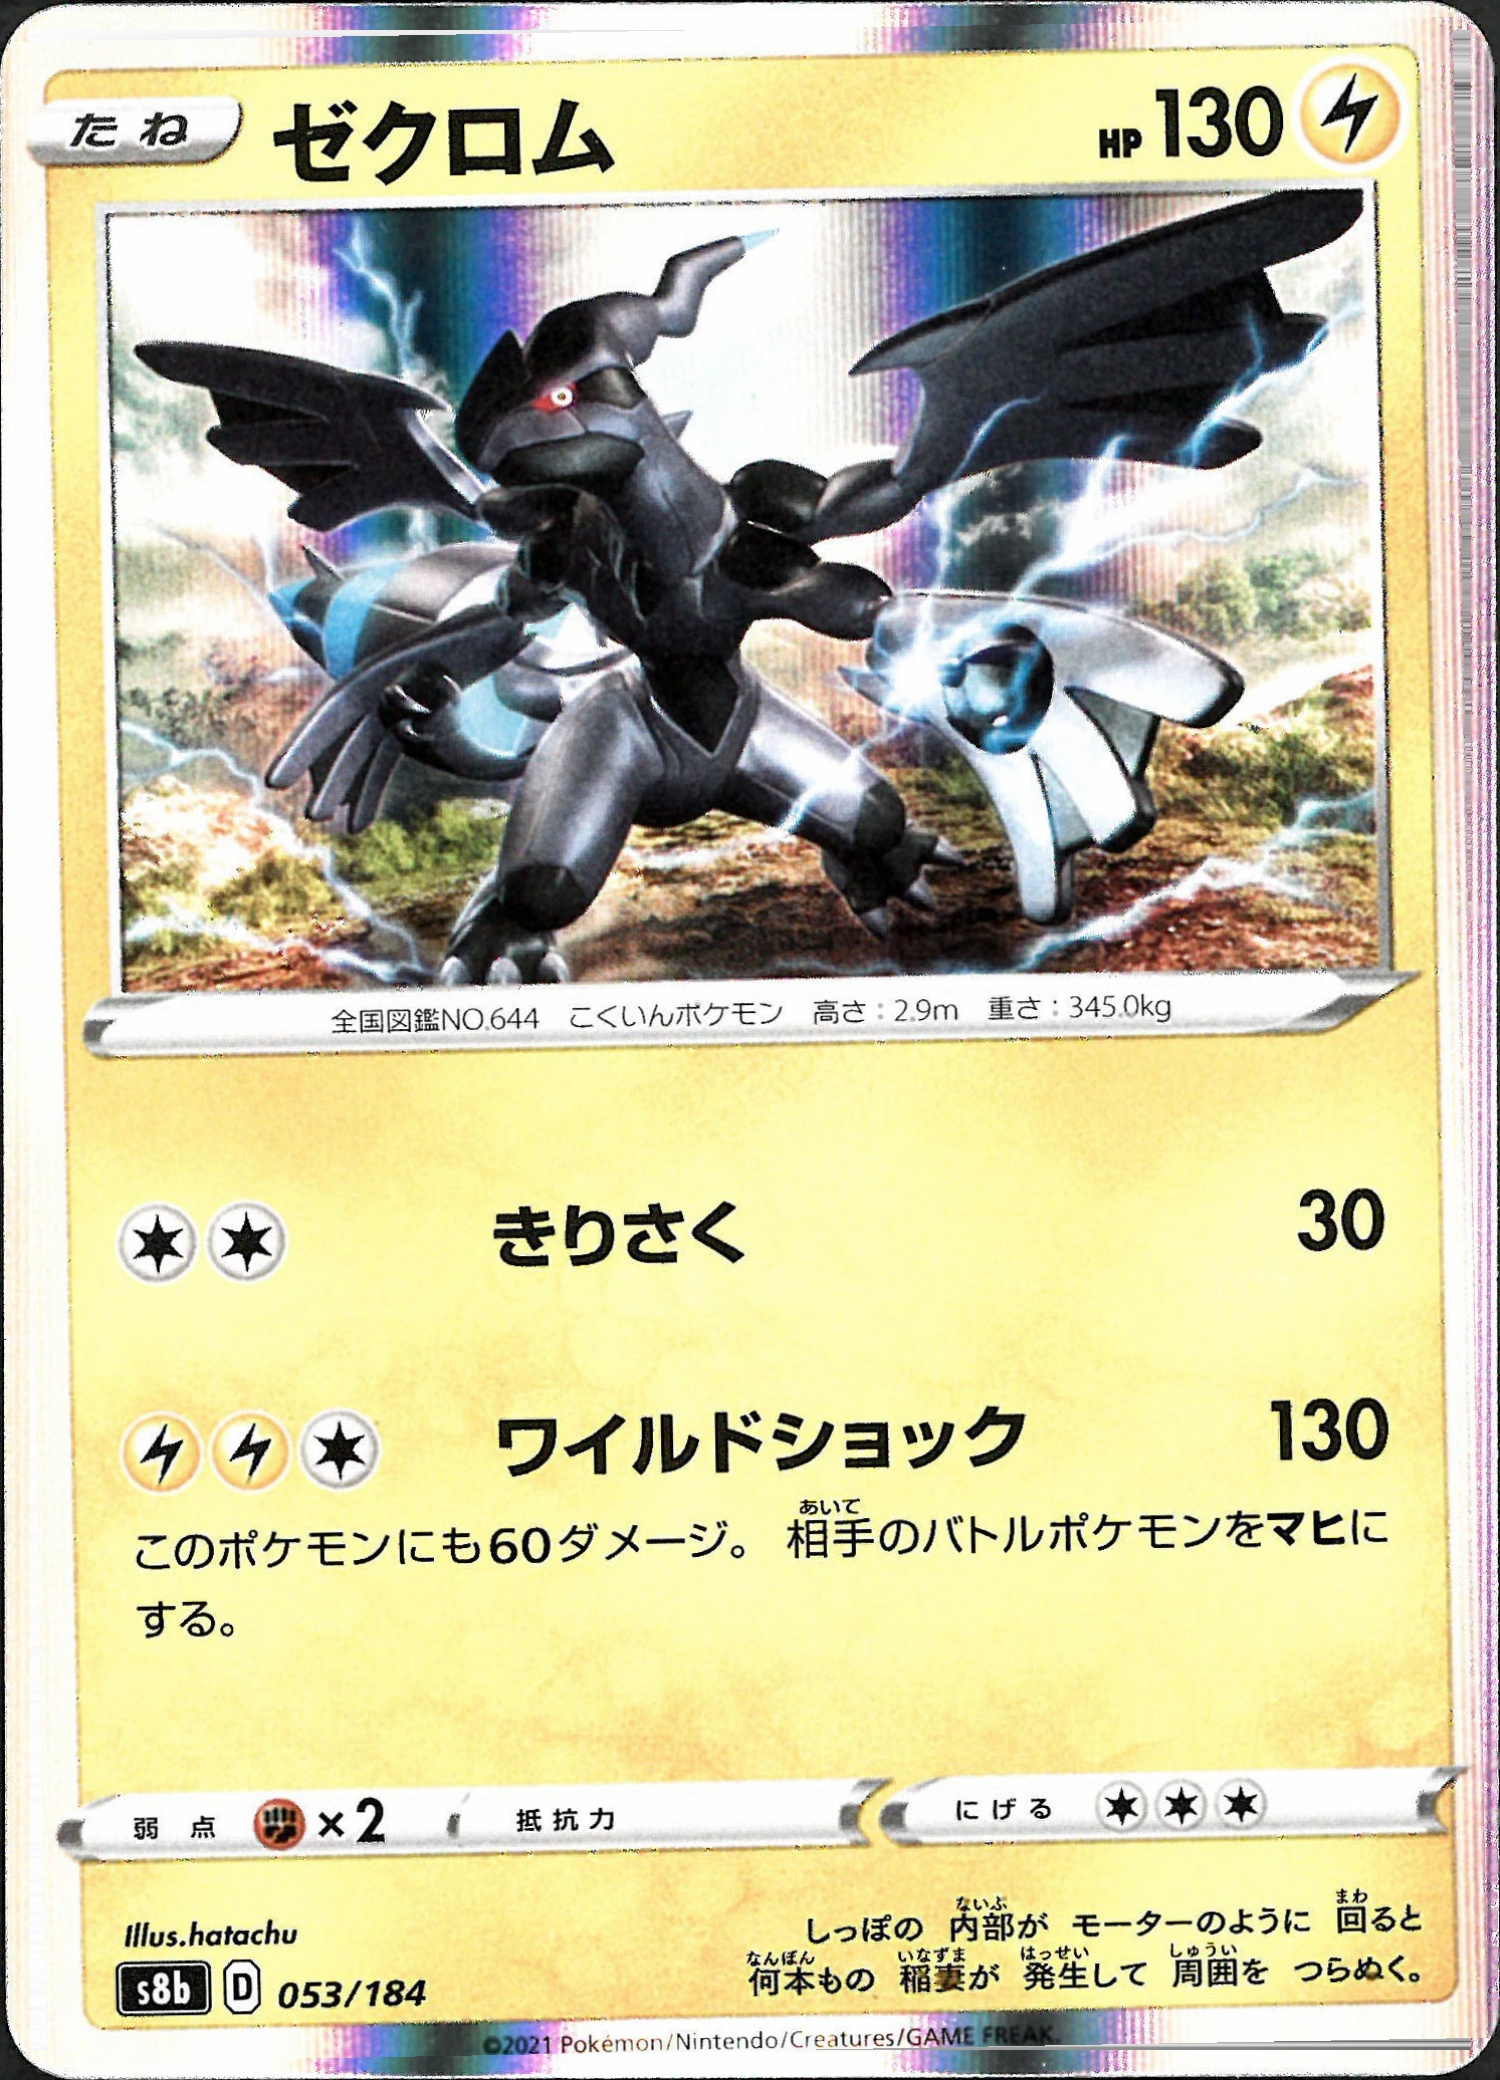 たね ゼクロム HP 130
全国図鑑NO.644 こくいんポケモン 高さ：2.9m 重さ：345.0kg
きりさく 30
ワイルドショック 130
このポケモンにも60ダメージ。相手のバトルポケモンをマヒに
あいて
する。
弱点 ×2 抵抗力 にげる
Illus.hatachu
s8b D 053/184
しっぽの 内部が モーターのように 回ると
ないぶ まわ
何本もの 稲妻が 発生して 周囲を つらぬく。
なんぼん いなずま はっせい しゅうい
©2021 Pokémon/Nintendo/Creatures/GAME FREAK.